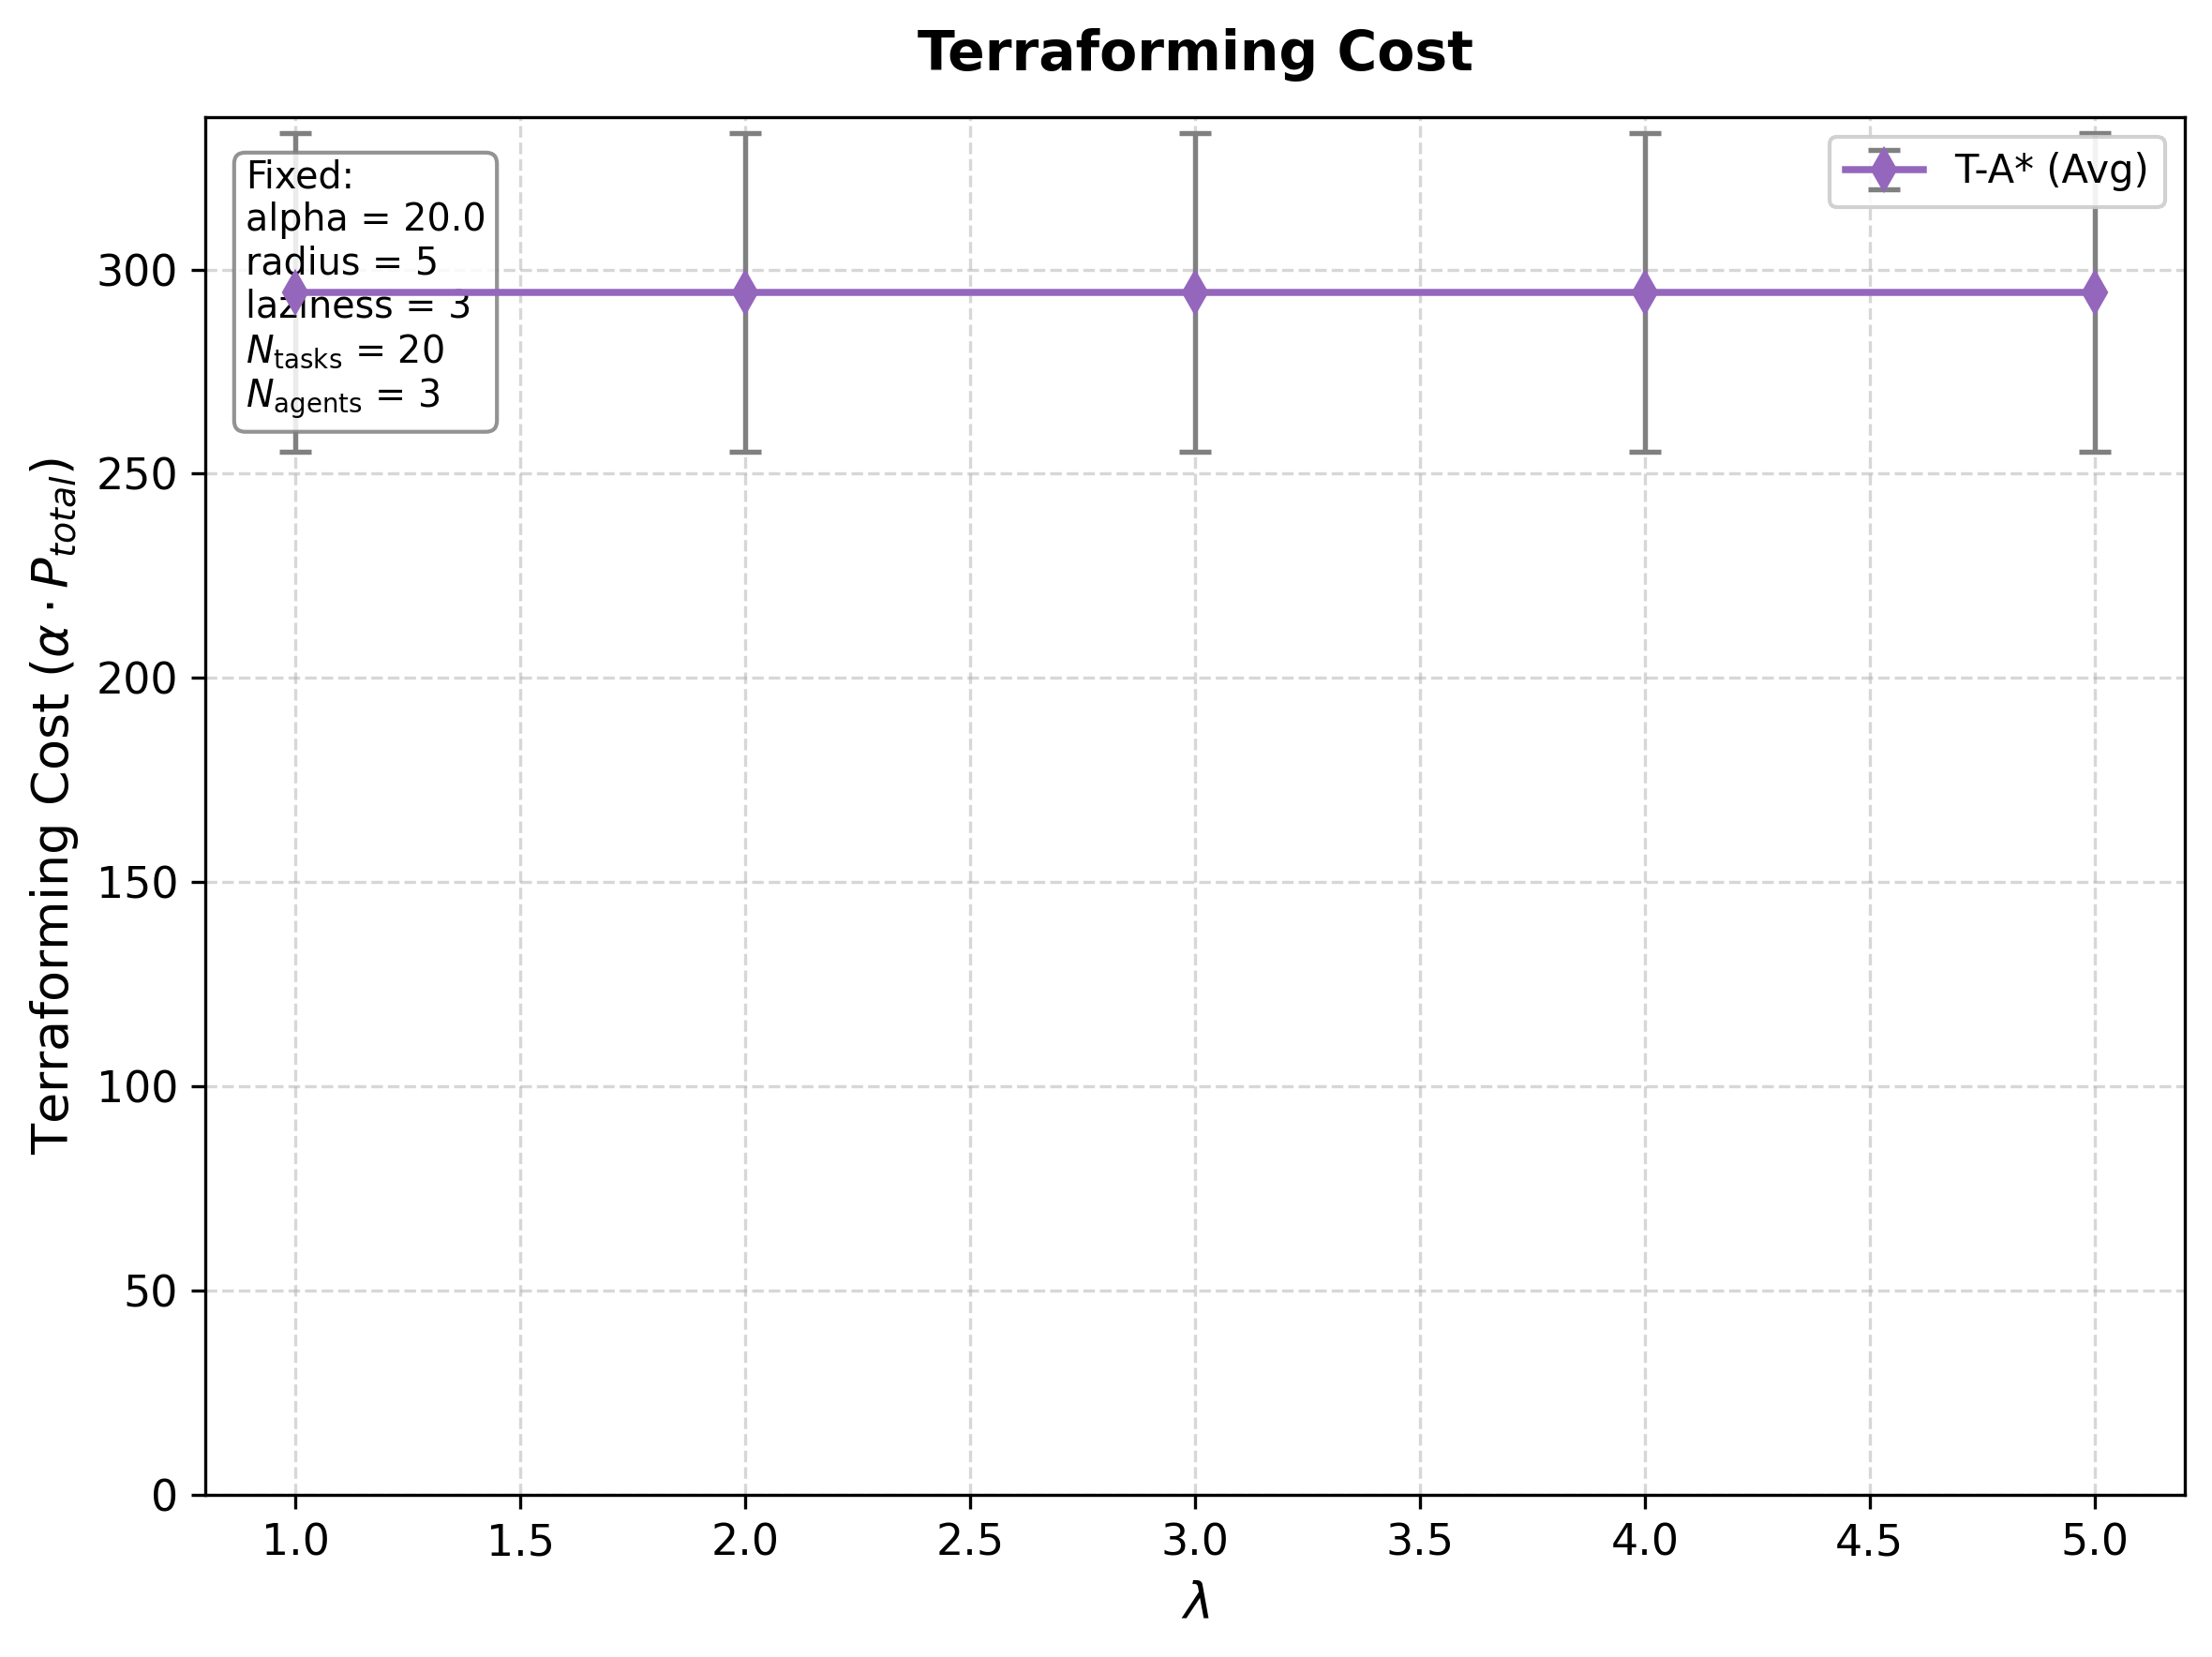 Terraforming Cost
Fixed:
alpha = 20.0
radius = 5
laziness = 3
N_tasks = 20
N_agents = 3
T-A* (Avg)
Terraforming Cost (α · P_total)
300
250
200
150
100
50
0
1.0 1.5 2.0 2.5 3.0 3.5 4.0 4.5 5.0
λ